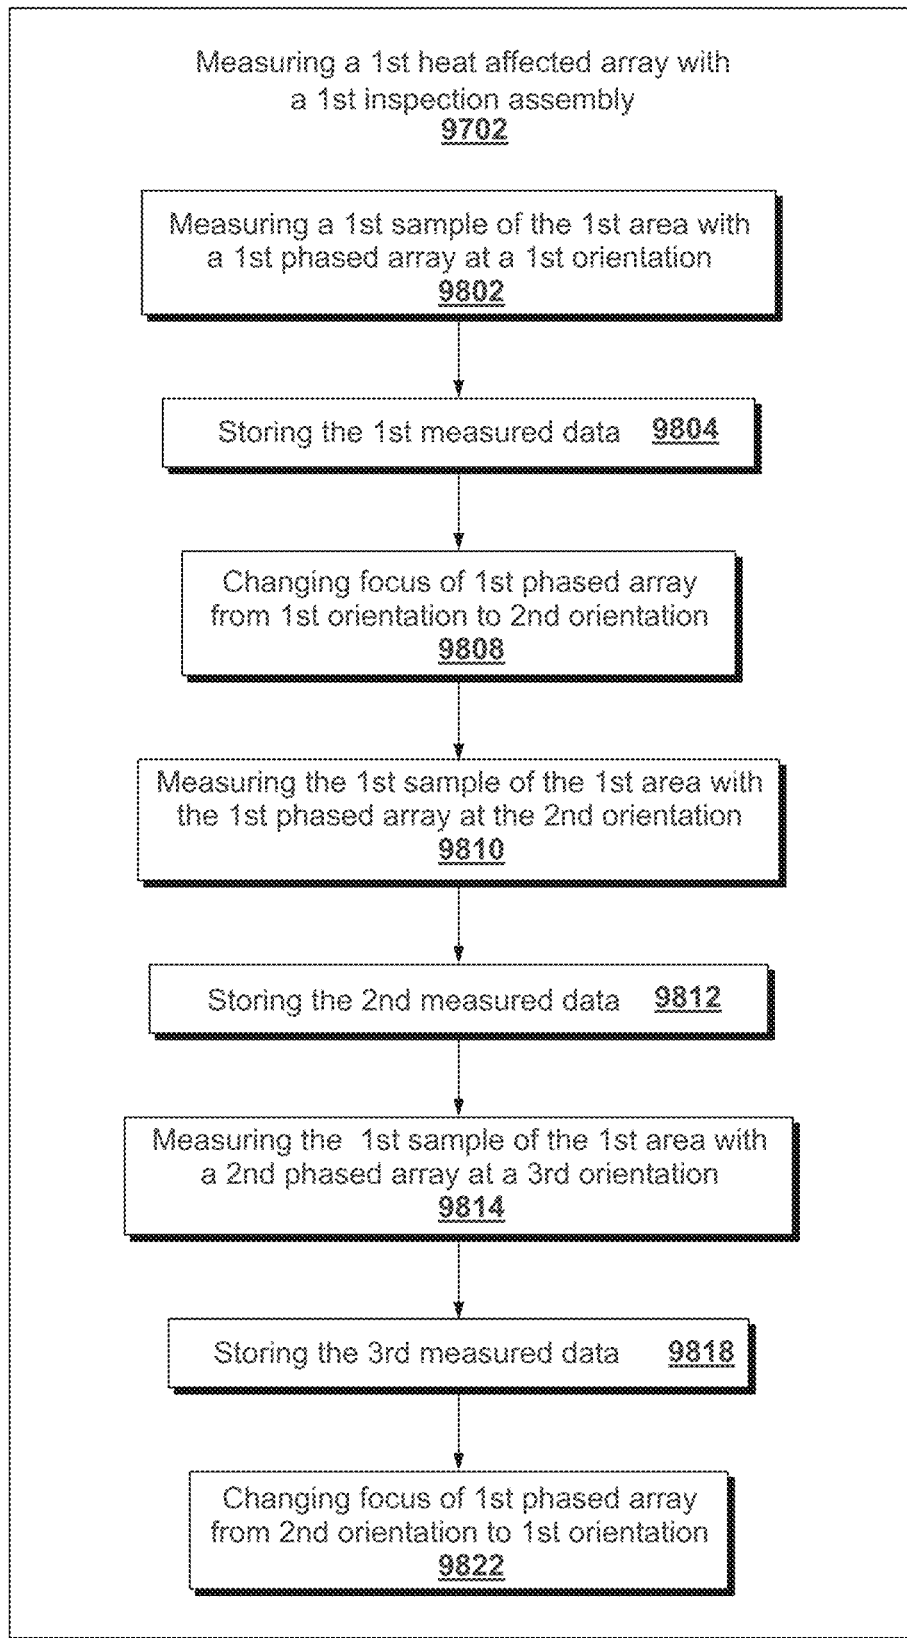 Measuring a 1st heat affected array with
a 1st inspection assembly
9702
Measuring a 1st sample of the 1st area with
a 1st phased array at a 1st orientation
9802
Storing the 1st measured data 9804
Changing focus of 1st phased array
from 1st orientation to 2nd orientation
9808
Measuring the 1st sample of the 1st area with
the 1st phased array at the 2nd orientation
9810
Storing the 2nd measured data 9812
Measuring the 1st sample of the 1st area with
a 2nd phased array at a 3rd orientation
9814
Storing the 3rd measured data 9818
Changing focus of 1st phased array
from 2nd orientation to 1st orientation
9822